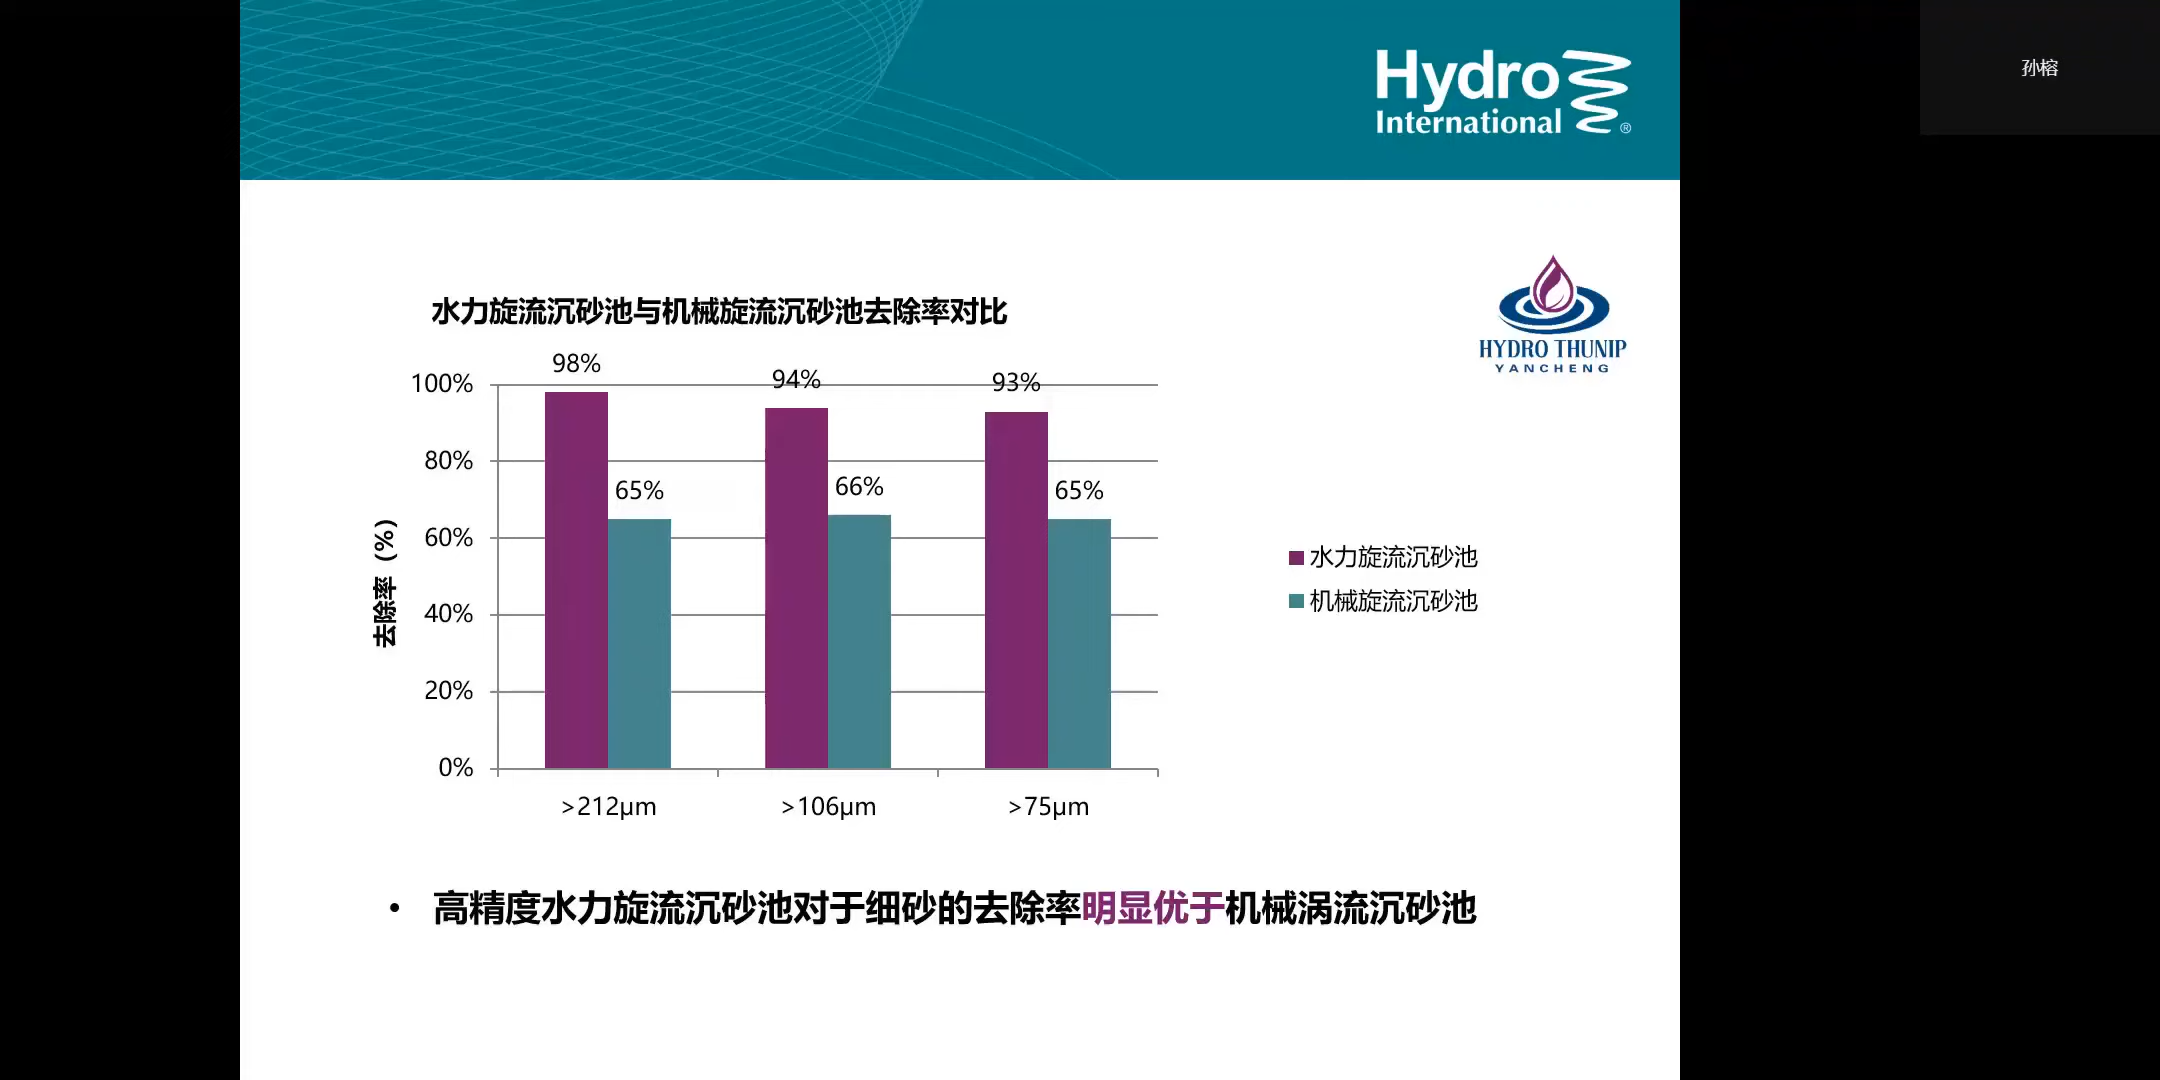 Hydro
International
®
孙榕
HYDRO THUNIP
YANCHENG
水力旋流沉砂池与机械旋流沉砂池去除率对比
去除率（%）
100%
80%
60%
40%
20%
0%
98%
65%
94%
66%
93%
65%
>212μm
>106μm
>75μm
水力旋流沉砂池
机械旋流沉砂池
• 高精度水力旋流沉砂池对于细砂的去除率明显优于机械涡流沉砂池